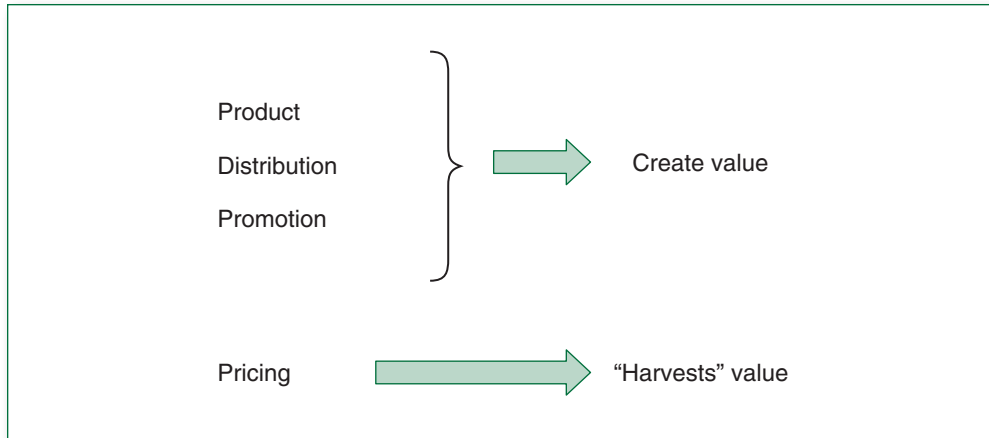 Product
Distribution
Promotion
Create value
Pricing
“Harvests” value